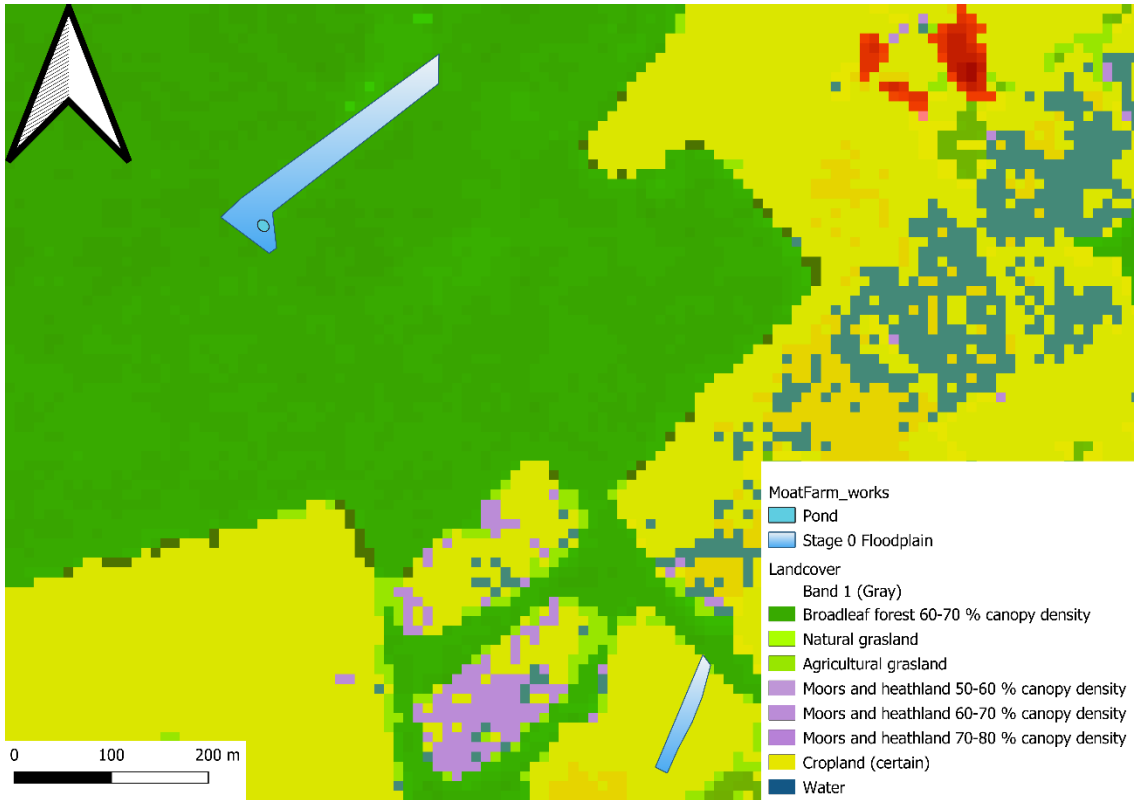 MoatFarm_works
Pond
Stage 0 Floodplain
Landcover
Band 1 (Gray)
Broadleaf forest 60-70 % canopy density
Natural grasland
Agricultural grasland
Moors and heathland 50-60 % canopy density
Moors and heathland 60-70 % canopy density
Moors and heathland 70-80 % canopy density
Cropland (certain)
Water
0 100 200 m